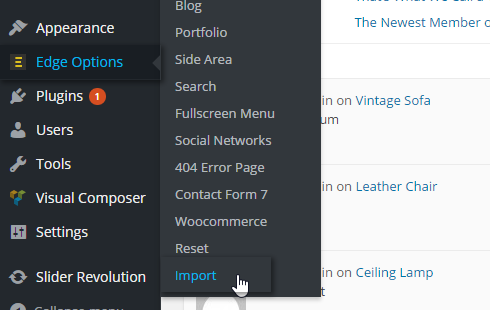 Appearance
Edge Options
Plugins 1
Users
Tools
Visual Composer
Settings
Slider Revolution
Collapse menu
Blog
Portfolio
Side Area
Search
Fullscreen Menu
Social Networks
404 Error Page
Contact Form 7
Woocommerce
Reset
Import
The Newest Member o
in on Vintage Sofa
um
in on Leather Chair
in on Ceiling Lamp
t